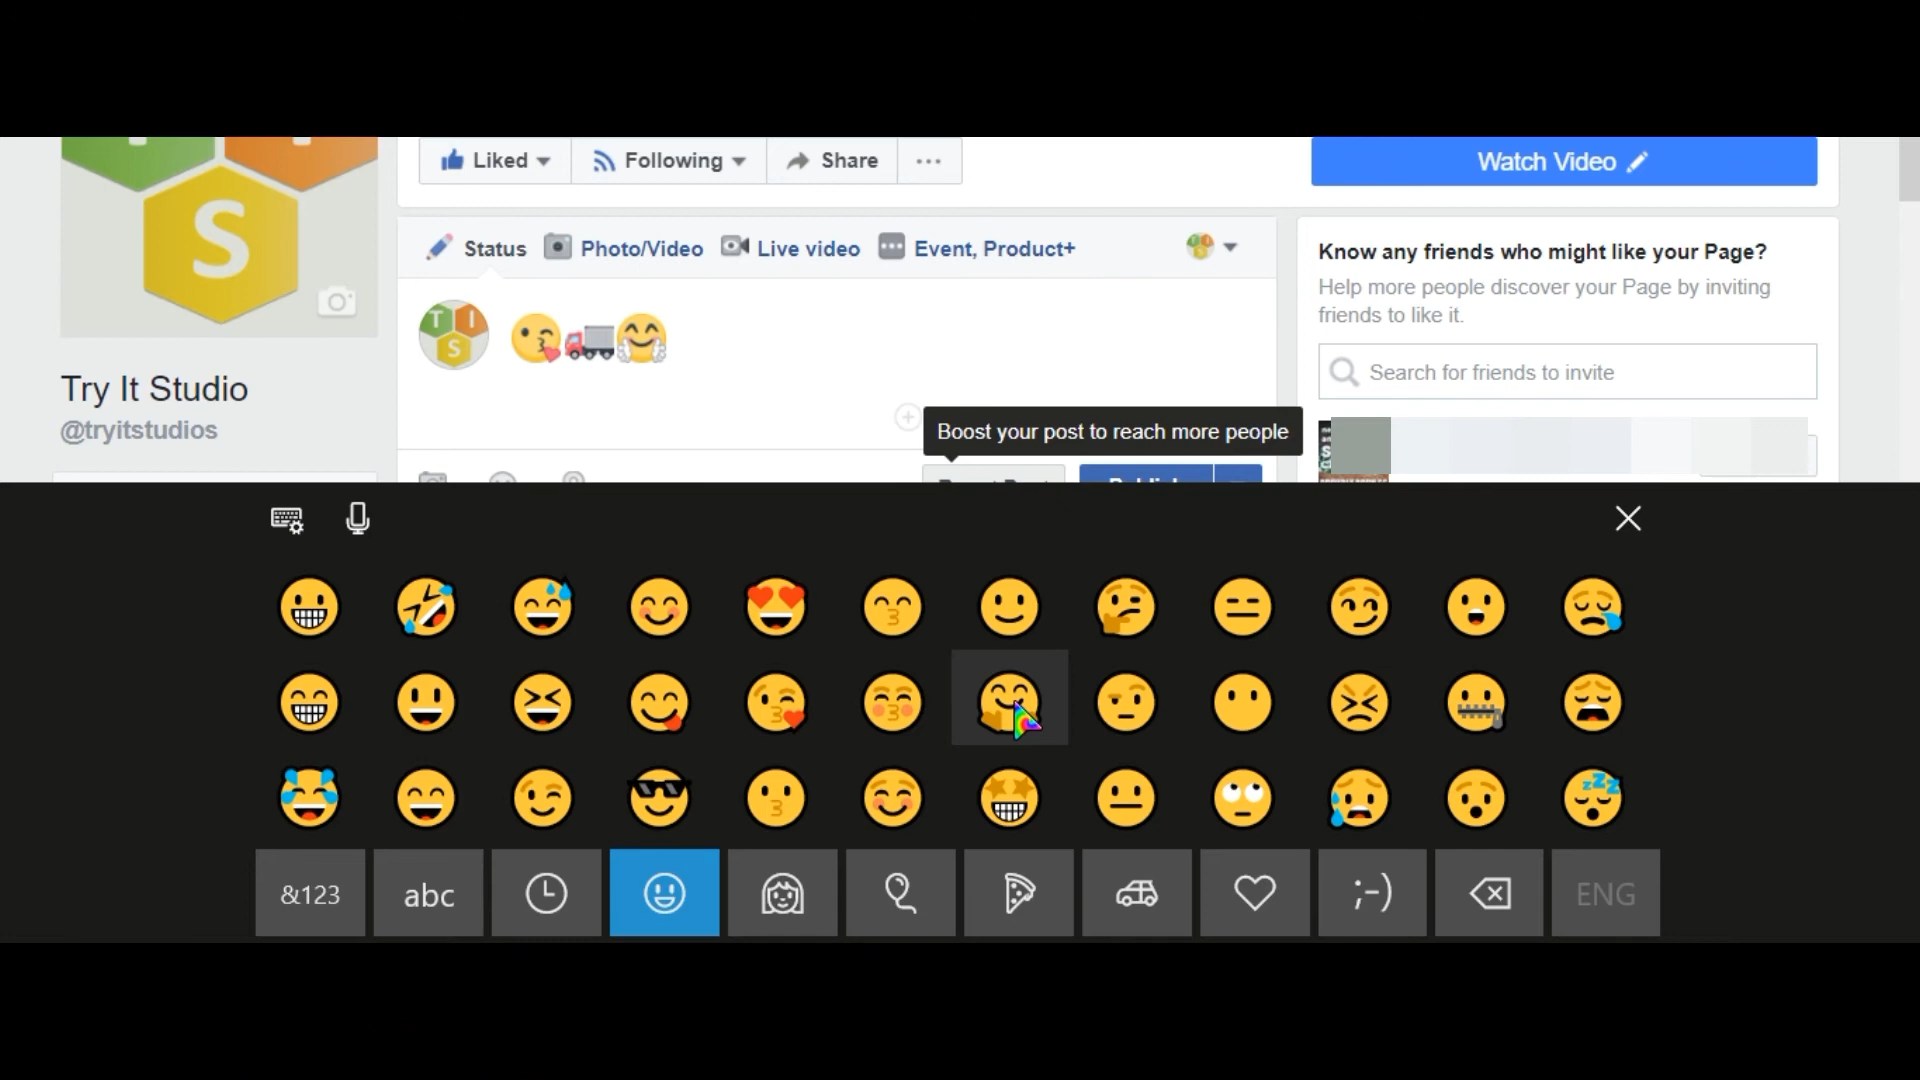 Liked Following Share
Watch Video
S
Status Photo/Video Live video Event, Product+
Know any friends who might like your Page?
Help more people discover your Page by inviting
friends to like it.
T I
S
Try It Studio
Search for friends to invite
@tryitstudios
Boost your post to reach more people
&123 abc ;-) ENG